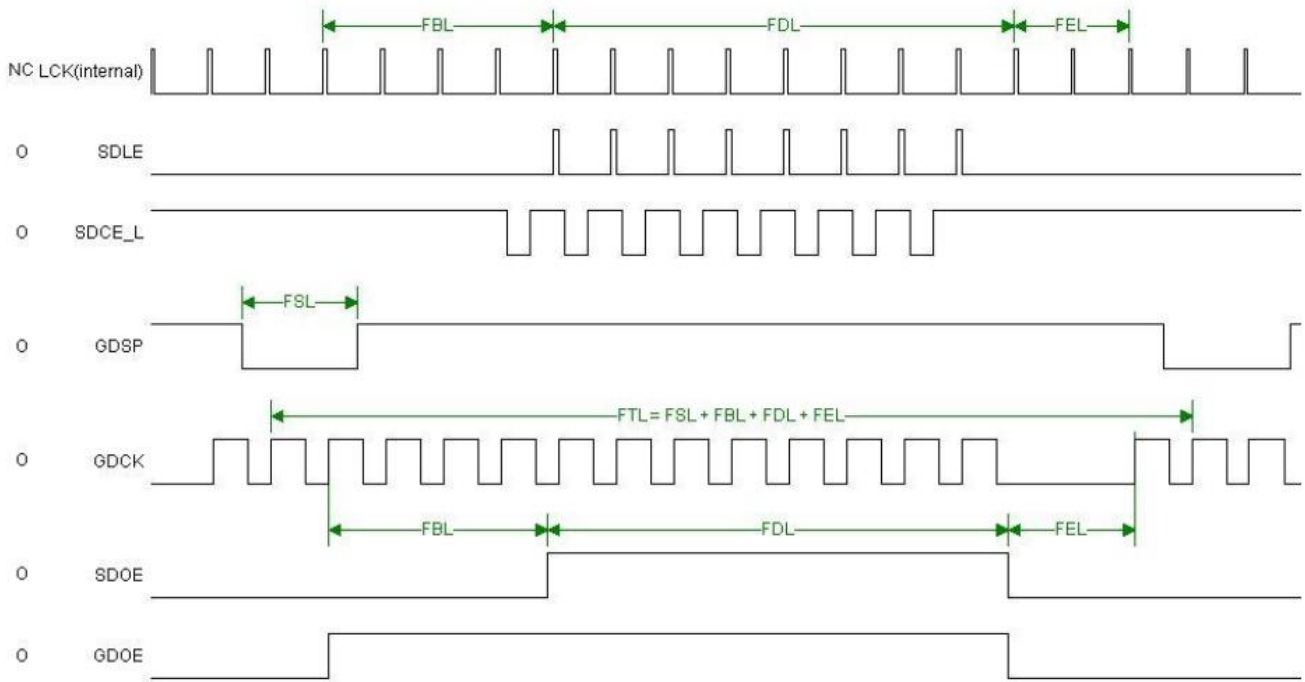 FBL FDL FEL
NC LCK(internal)
O SDLE
O SDCE_L
FSL
O GDSP
FTL = FSL + FBL + FDL + FEL
O GDCK
FBL FDL FEL
O SDOE
O GDOE